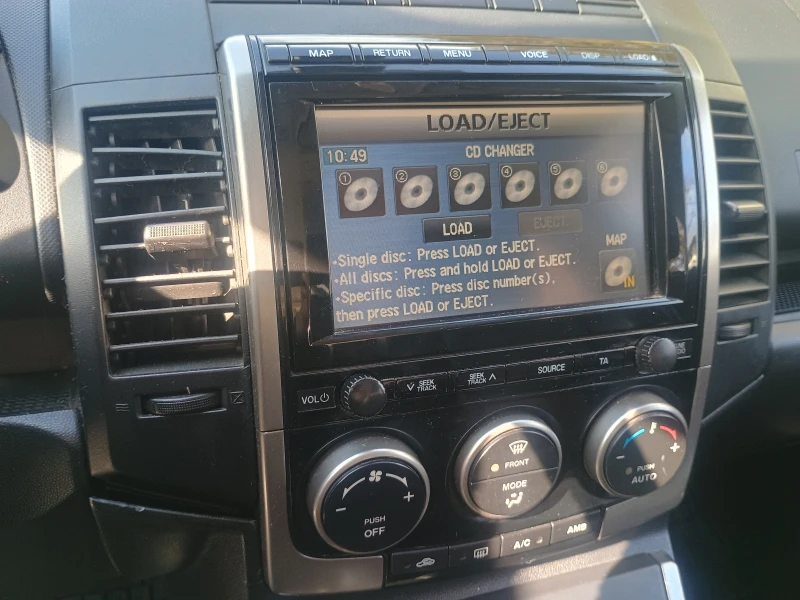 MAP RETURN MENU VOICE DISP LOAD
LOAD/EJECT
10:49
CD CHANGER
1 2 3 4 5 6
LOAD EJECT
•Single disc: Press LOAD or EJECT.
•All discs: Press and hold LOAD or EJECT.
•Specific disc: Press disc number(s),
then press LOAD or EJECT.
MAP
IN
VOL
SEEK
TRACK
SEEK
TRACK
SOURCE
TA
FRONT
MODE
PUSH
OFF
PUSH
AUTO
A/C
AMB